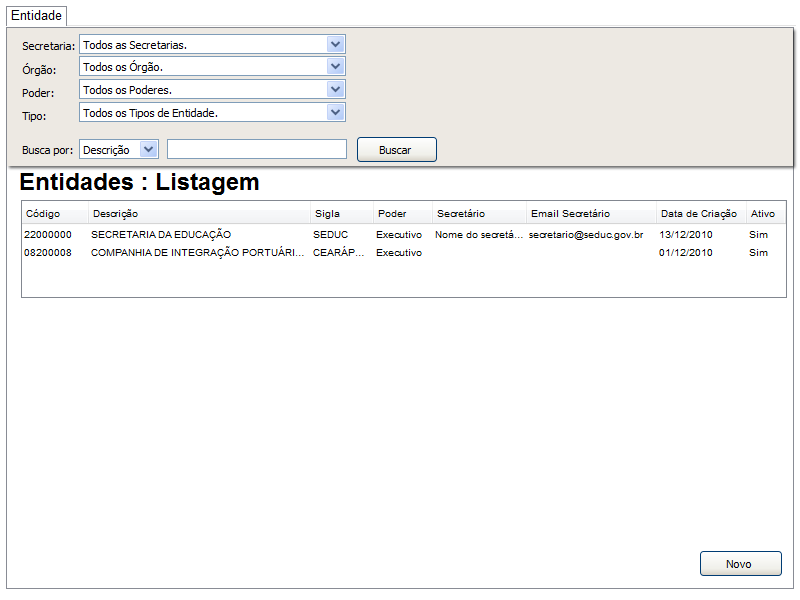 Entidade
Secretaria: Todos as Secretarias.
Órgão: Todos os Órgão.
Poder: Todos os Poderes.
Tipo: Todos os Tipos de Entidade.
Busca por: Descrição Buscar
Entidades : Listagem
Código Descrição Sigla Poder Secretário Email Secretário Data de Criação Ativo
22000000 SECRETARIA DA EDUCAÇÃO SEDUC Executivo Nome do secretá... secretario@seduc.gov.br 13/12/2010 Sim
08200008 COMPANHIA DE INTEGRAÇÃO PORTUÁRI... CEARÁP... Executivo 01/12/2010 Sim
Novo